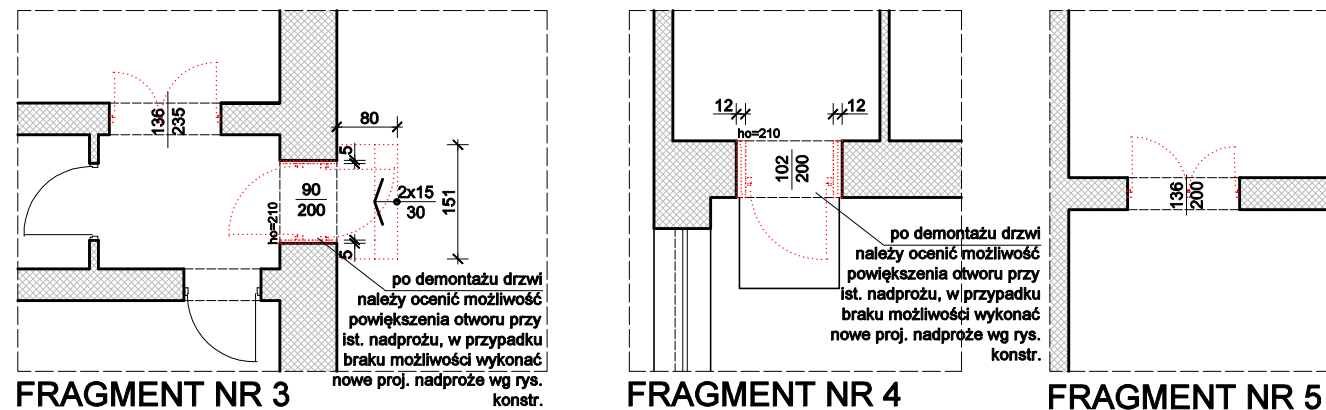 136
235
80
5
90
200
ho=210
5
2x15
30
151
po demontażu drzwi
należy ocenić możliwość
powiększenia otworu przy
ist. nadprożu, w przypadku
braku możliwości wykonać
nowe proj. nadproże wg rys.
konstr.
FRAGMENT NR 3
12
12
ho=210
102
200
po demontażu drzwi
należy ocenić możliwość
powiększenia otworu przy
ist. nadprożu, w przypadku
braku możliwości wykonać
nowe proj. nadproże wg rys.
konstr.
FRAGMENT NR 4
136
200
FRAGMENT NR 5